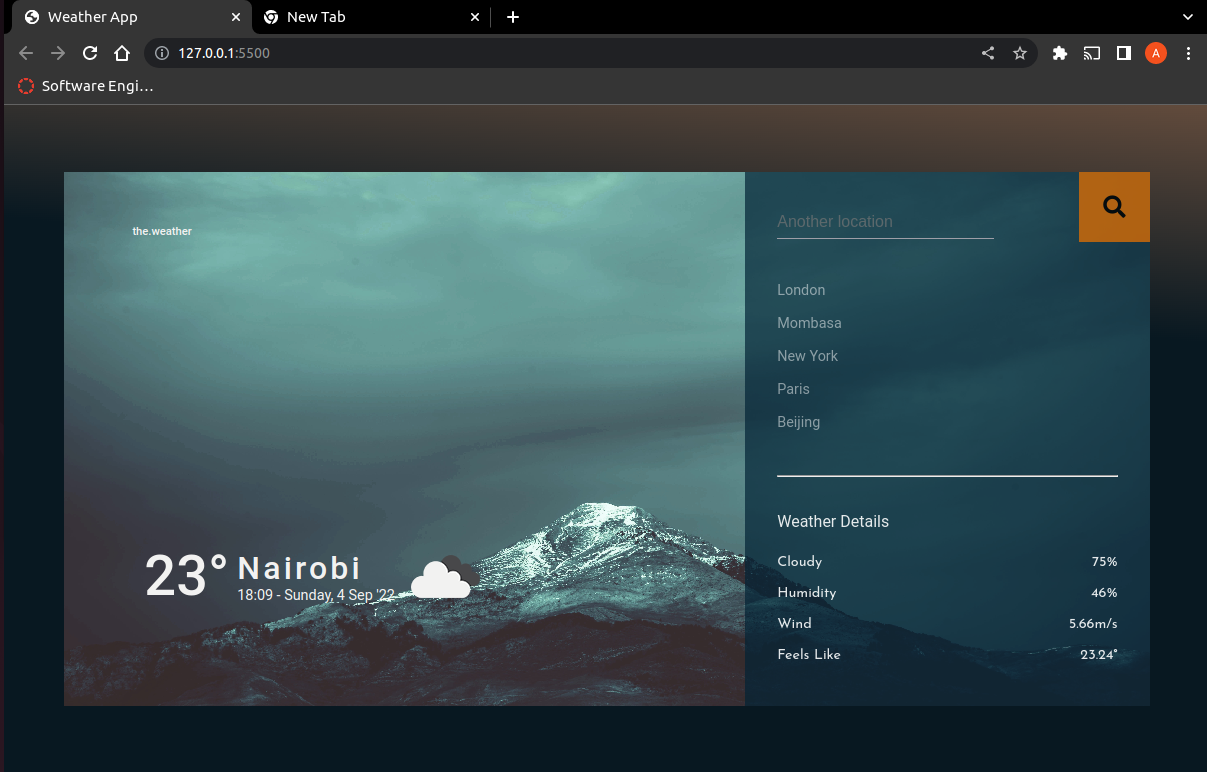 Weather App
New Tab
127.0.0.1:5500
A
Software Engi...
the.weather
Another location
London
Mombasa
New York
Paris
Beijing
Weather Details
Cloudy 75%
Humidity 46%
Wind 5.66m/s
Feels Like 23.24°
23° Nairobi
18:09 - Sunday, 4 Sep '22